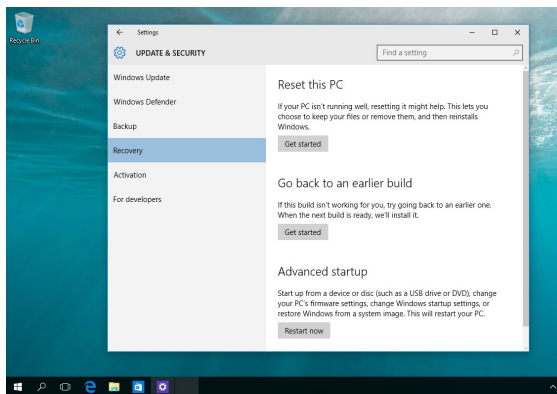 Recycle Bin
Settings
UPDATE & SECURITY
Find a setting
Windows Update
Windows Defender
Backup
Recovery
Activation
For developers
Reset this PC
If your PC isn't running well, resetting it might help. This lets you
choose to keep your files or remove them, and then reinstalls
Windows.
Get started
Go back to an earlier build
If this build isn't working for you, try going back to an earlier one.
When the next build is ready, we'll install it.
Get started
Advanced startup
Start up from a device or disc (such as a USB drive or DVD), change
your PC's firmware settings, change Windows startup settings, or
restore Windows from a system image. This will restart your PC.
Restart now